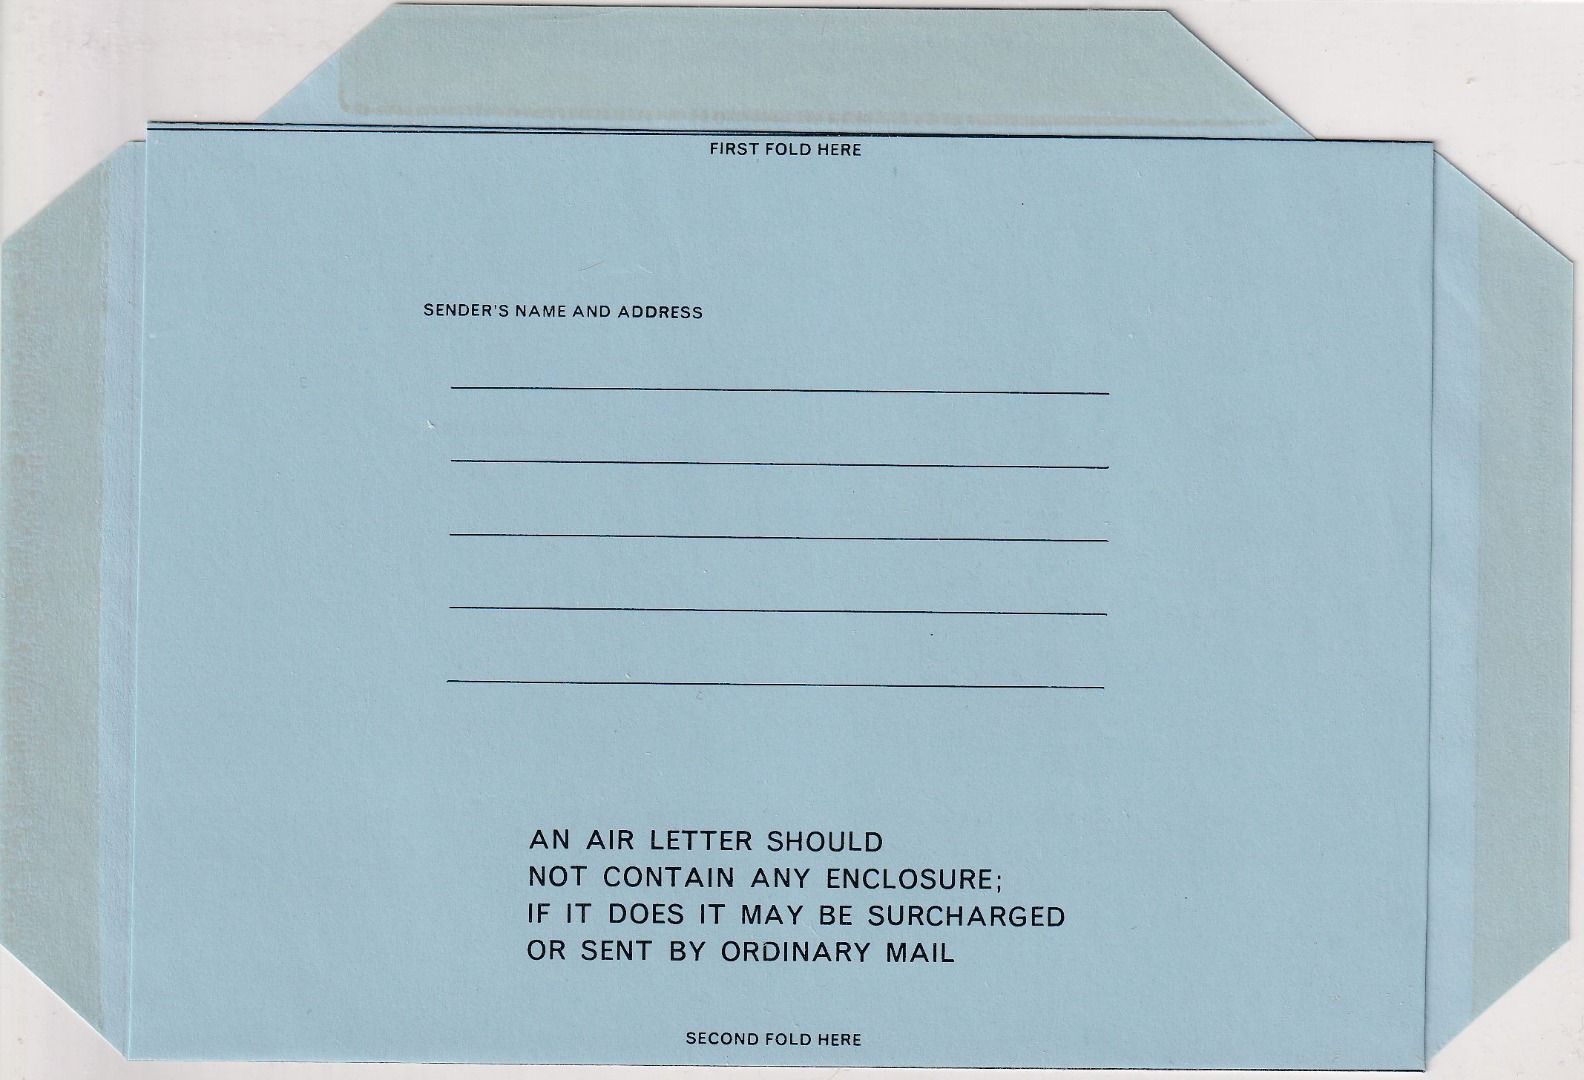 FIRST FOLD HERE
SENDER'S NAME AND ADDRESS
AN AIR LETTER SHOULD
NOT CONTAIN ANY ENCLOSURE;
IF IT DOES IT MAY BE SURCHARGED
OR SENT BY ORDINARY MAIL
SECOND FOLD HERE